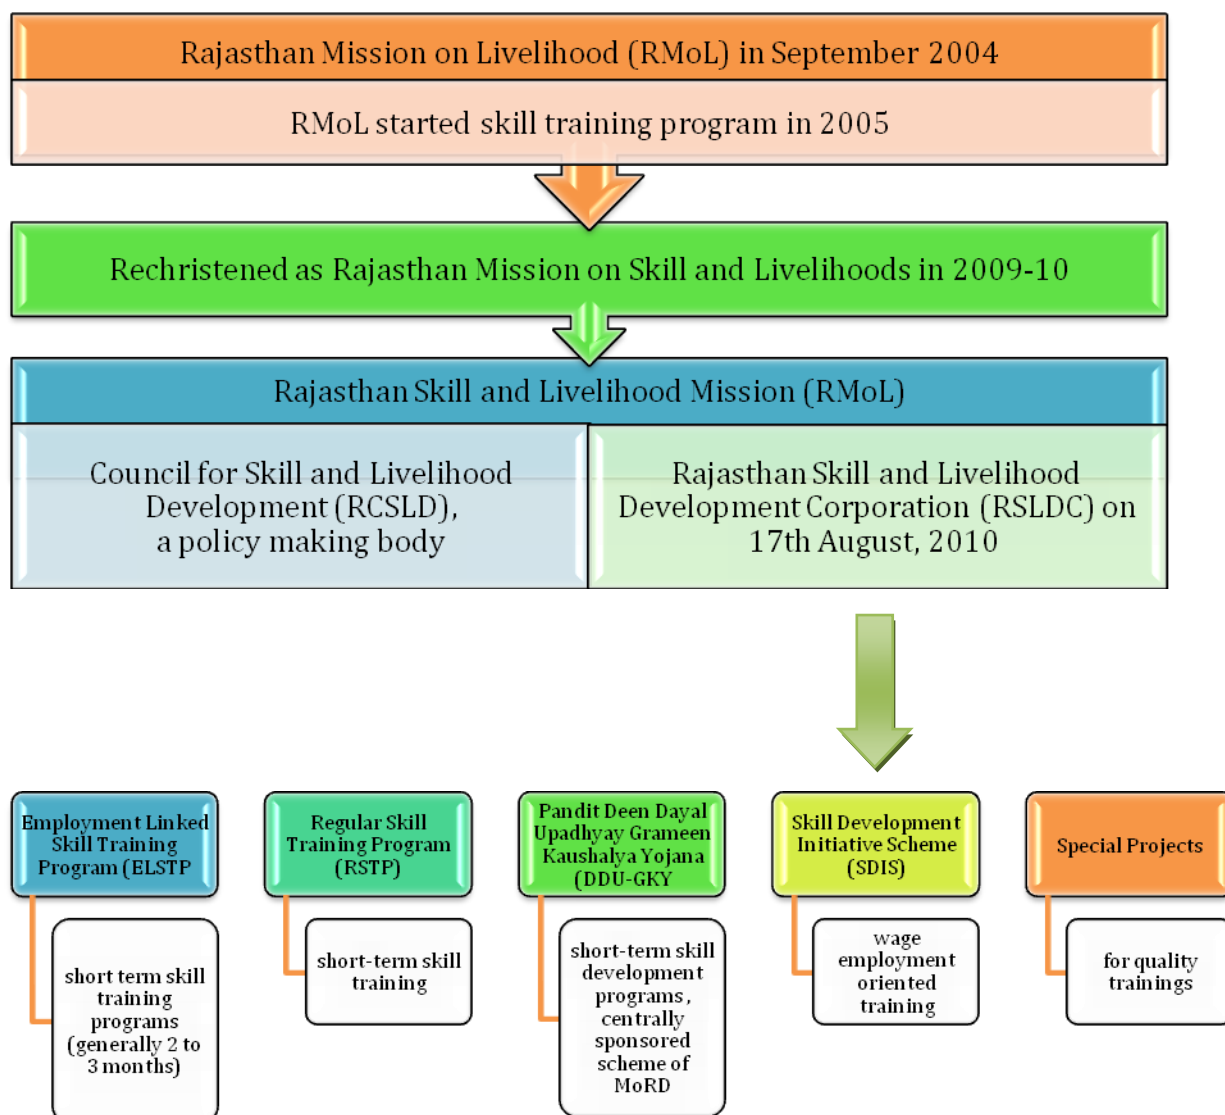 Rajasthan Mission on Livelihood (RMoL) in September 2004
RMoL started skill training program in 2005
Rechristened as Rajasthan Mission on Skill and Livelihoods in 2009-10
Rajasthan Skill and Livelihood Mission (RMoL)
Council for Skill and Livelihood
Development (RCSLD),
a policy making body
Rajasthan Skill and Livelihood
Development Corporation (RSLDC) on
17th August, 2010
Employment Linked
Skill Training
Program (ELSTP
short term skill
training
programs
(generally 2 to
3 months)
Regular Skill
Training Program
(RSTP)
short-term skill
training
Pandit Deen Dayal
Upadhyay Grameen
Kaushalya Yojana
(DDU-GKY
short-term skill
development
programs ,
centrally
sponsored
scheme of
MoRD
Skill Development
Initiative Scheme
(SDIS)
wage
employment
oriented
training
Special Projects
for quality
trainings